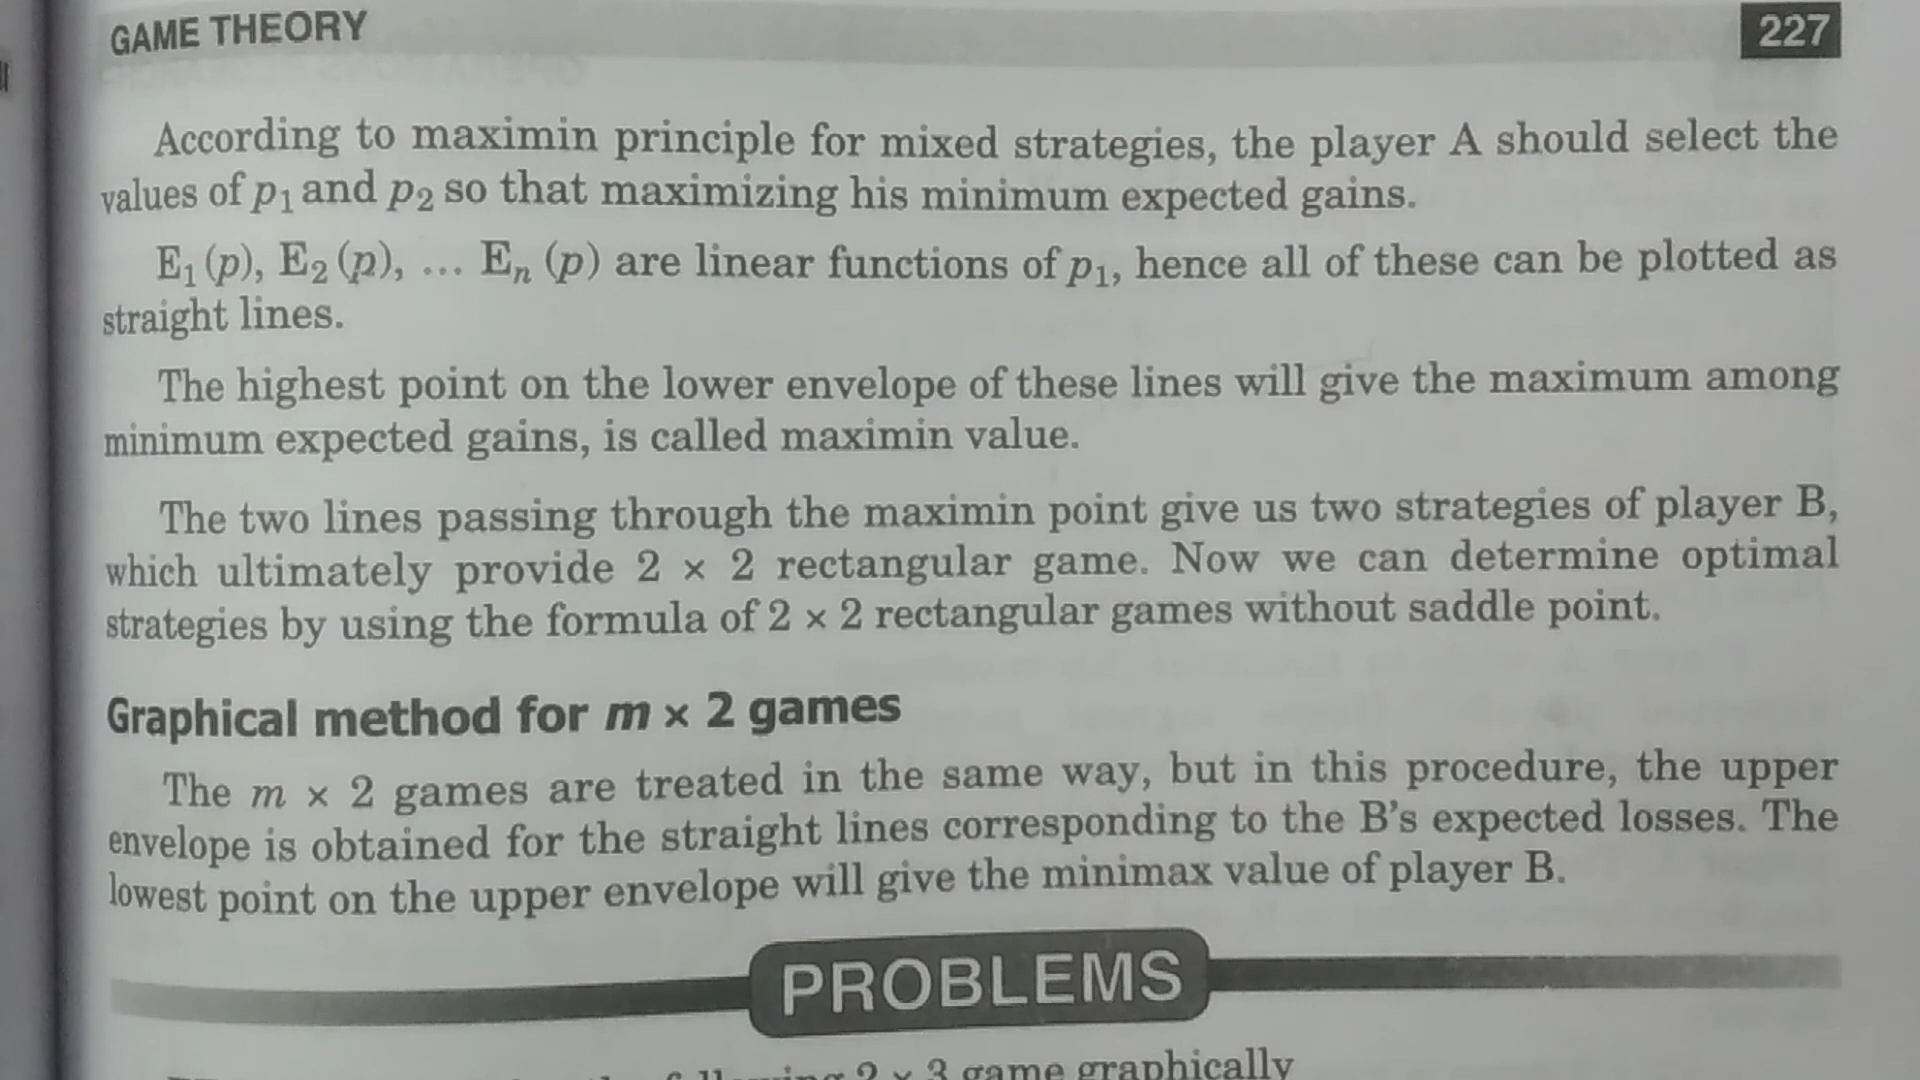 GAME THEORY
227
According to maximin principle for mixed strategies, the player A should select the
values of p₁ and p₂ so that maximizing his minimum expected gains.
E₁ (p), E₂ (p), ... Eₙ (p) are linear functions of p₁, hence all of these can be plotted as
straight lines.
The highest point on the lower envelope of these lines will give the maximum among
minimum expected gains, is called maximin value.
The two lines passing through the maximin point give us two strategies of player B,
which ultimately provide 2 × 2 rectangular game. Now we can determine optimal
strategies by using the formula of 2 × 2 rectangular games without saddle point.
Graphical method for m × 2 games
The m × 2 games are treated in the same way, but in this procedure, the upper
envelope is obtained for the straight lines corresponding to the B's expected losses. The
lowest point on the upper envelope will give the minimax value of player B.
PROBLEMS
2 × 3 game graphically